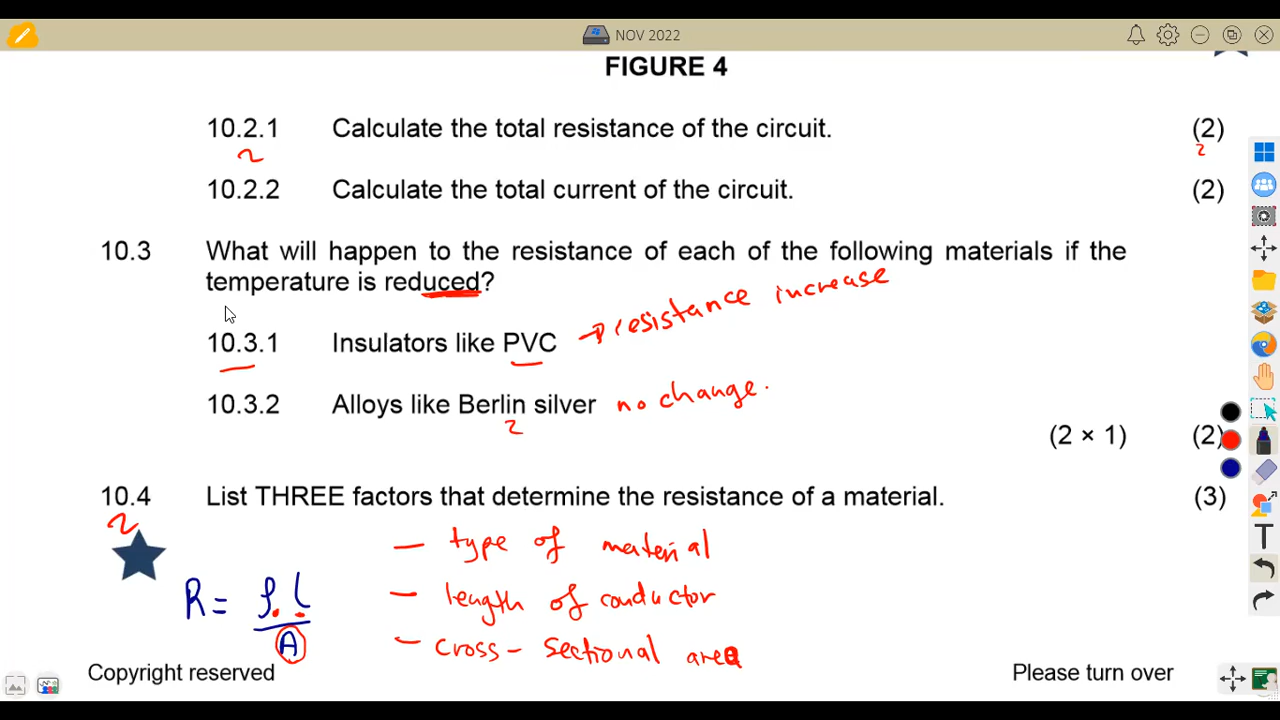 NOV 2022
FIGURE 4
10.2.1 Calculate the total resistance of the circuit. (2)
2 2
10.2.2 Calculate the total current of the circuit. (2)
10.3 What will happen to the resistance of each of the following materials if the
temperature is reduced?
10.3.1 Insulators like PVC → resistance increase
10.3.2 Alloys like Berlin silver no change.
2
(2 × 1) (2)
10.4 List THREE factors that determine the resistance of a material. (3)
2
– type of material
R = ρ.l
A
– length of conductor
– cross-sectional area
Copyright reserved Please turn over
T